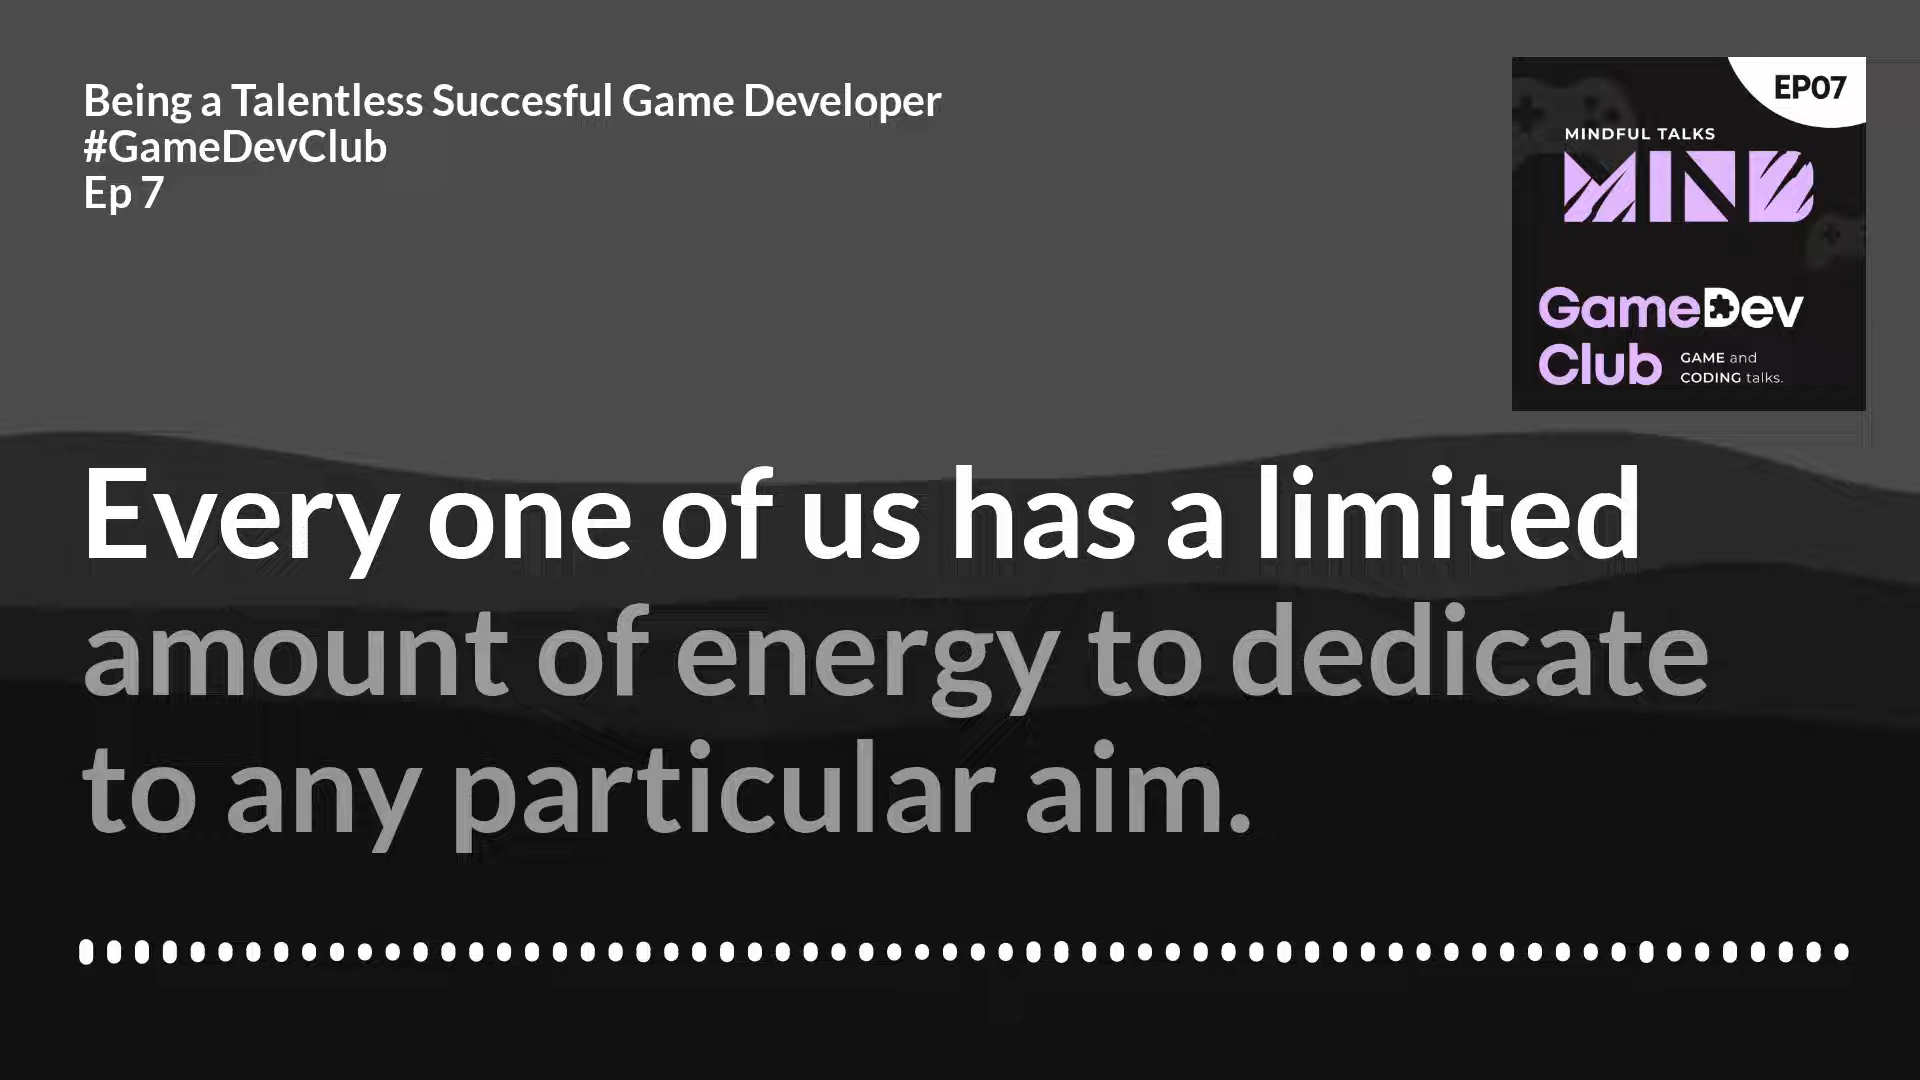 Being a Talentless Succesful Game Developer
#GameDevClub
Ep 7
EP07
MINDFUL TALKS
MIND
GameDev
Club
GAME and
CODING talks.
Every one of us has a limited
amount of energy to dedicate
to any particular aim.